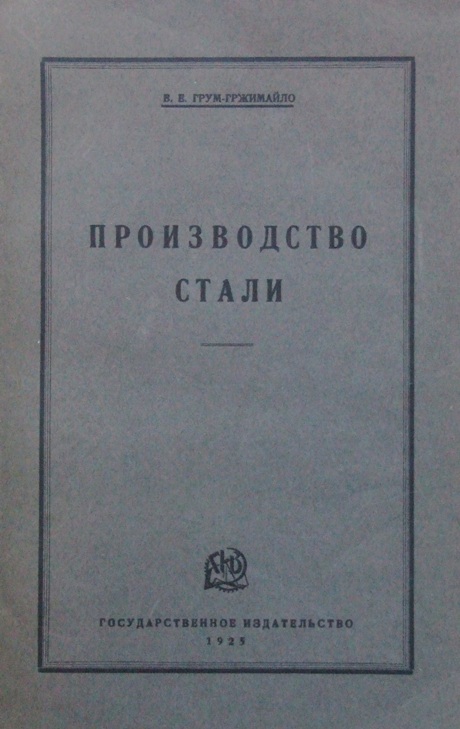 В. Е. ГРУМ-ГРЖИМАЙЛО
ПРОИЗВОДСТВО
СТАЛИ
ГОСУДАРСТВЕННОЕ ИЗДАТЕЛЬСТВО
1925